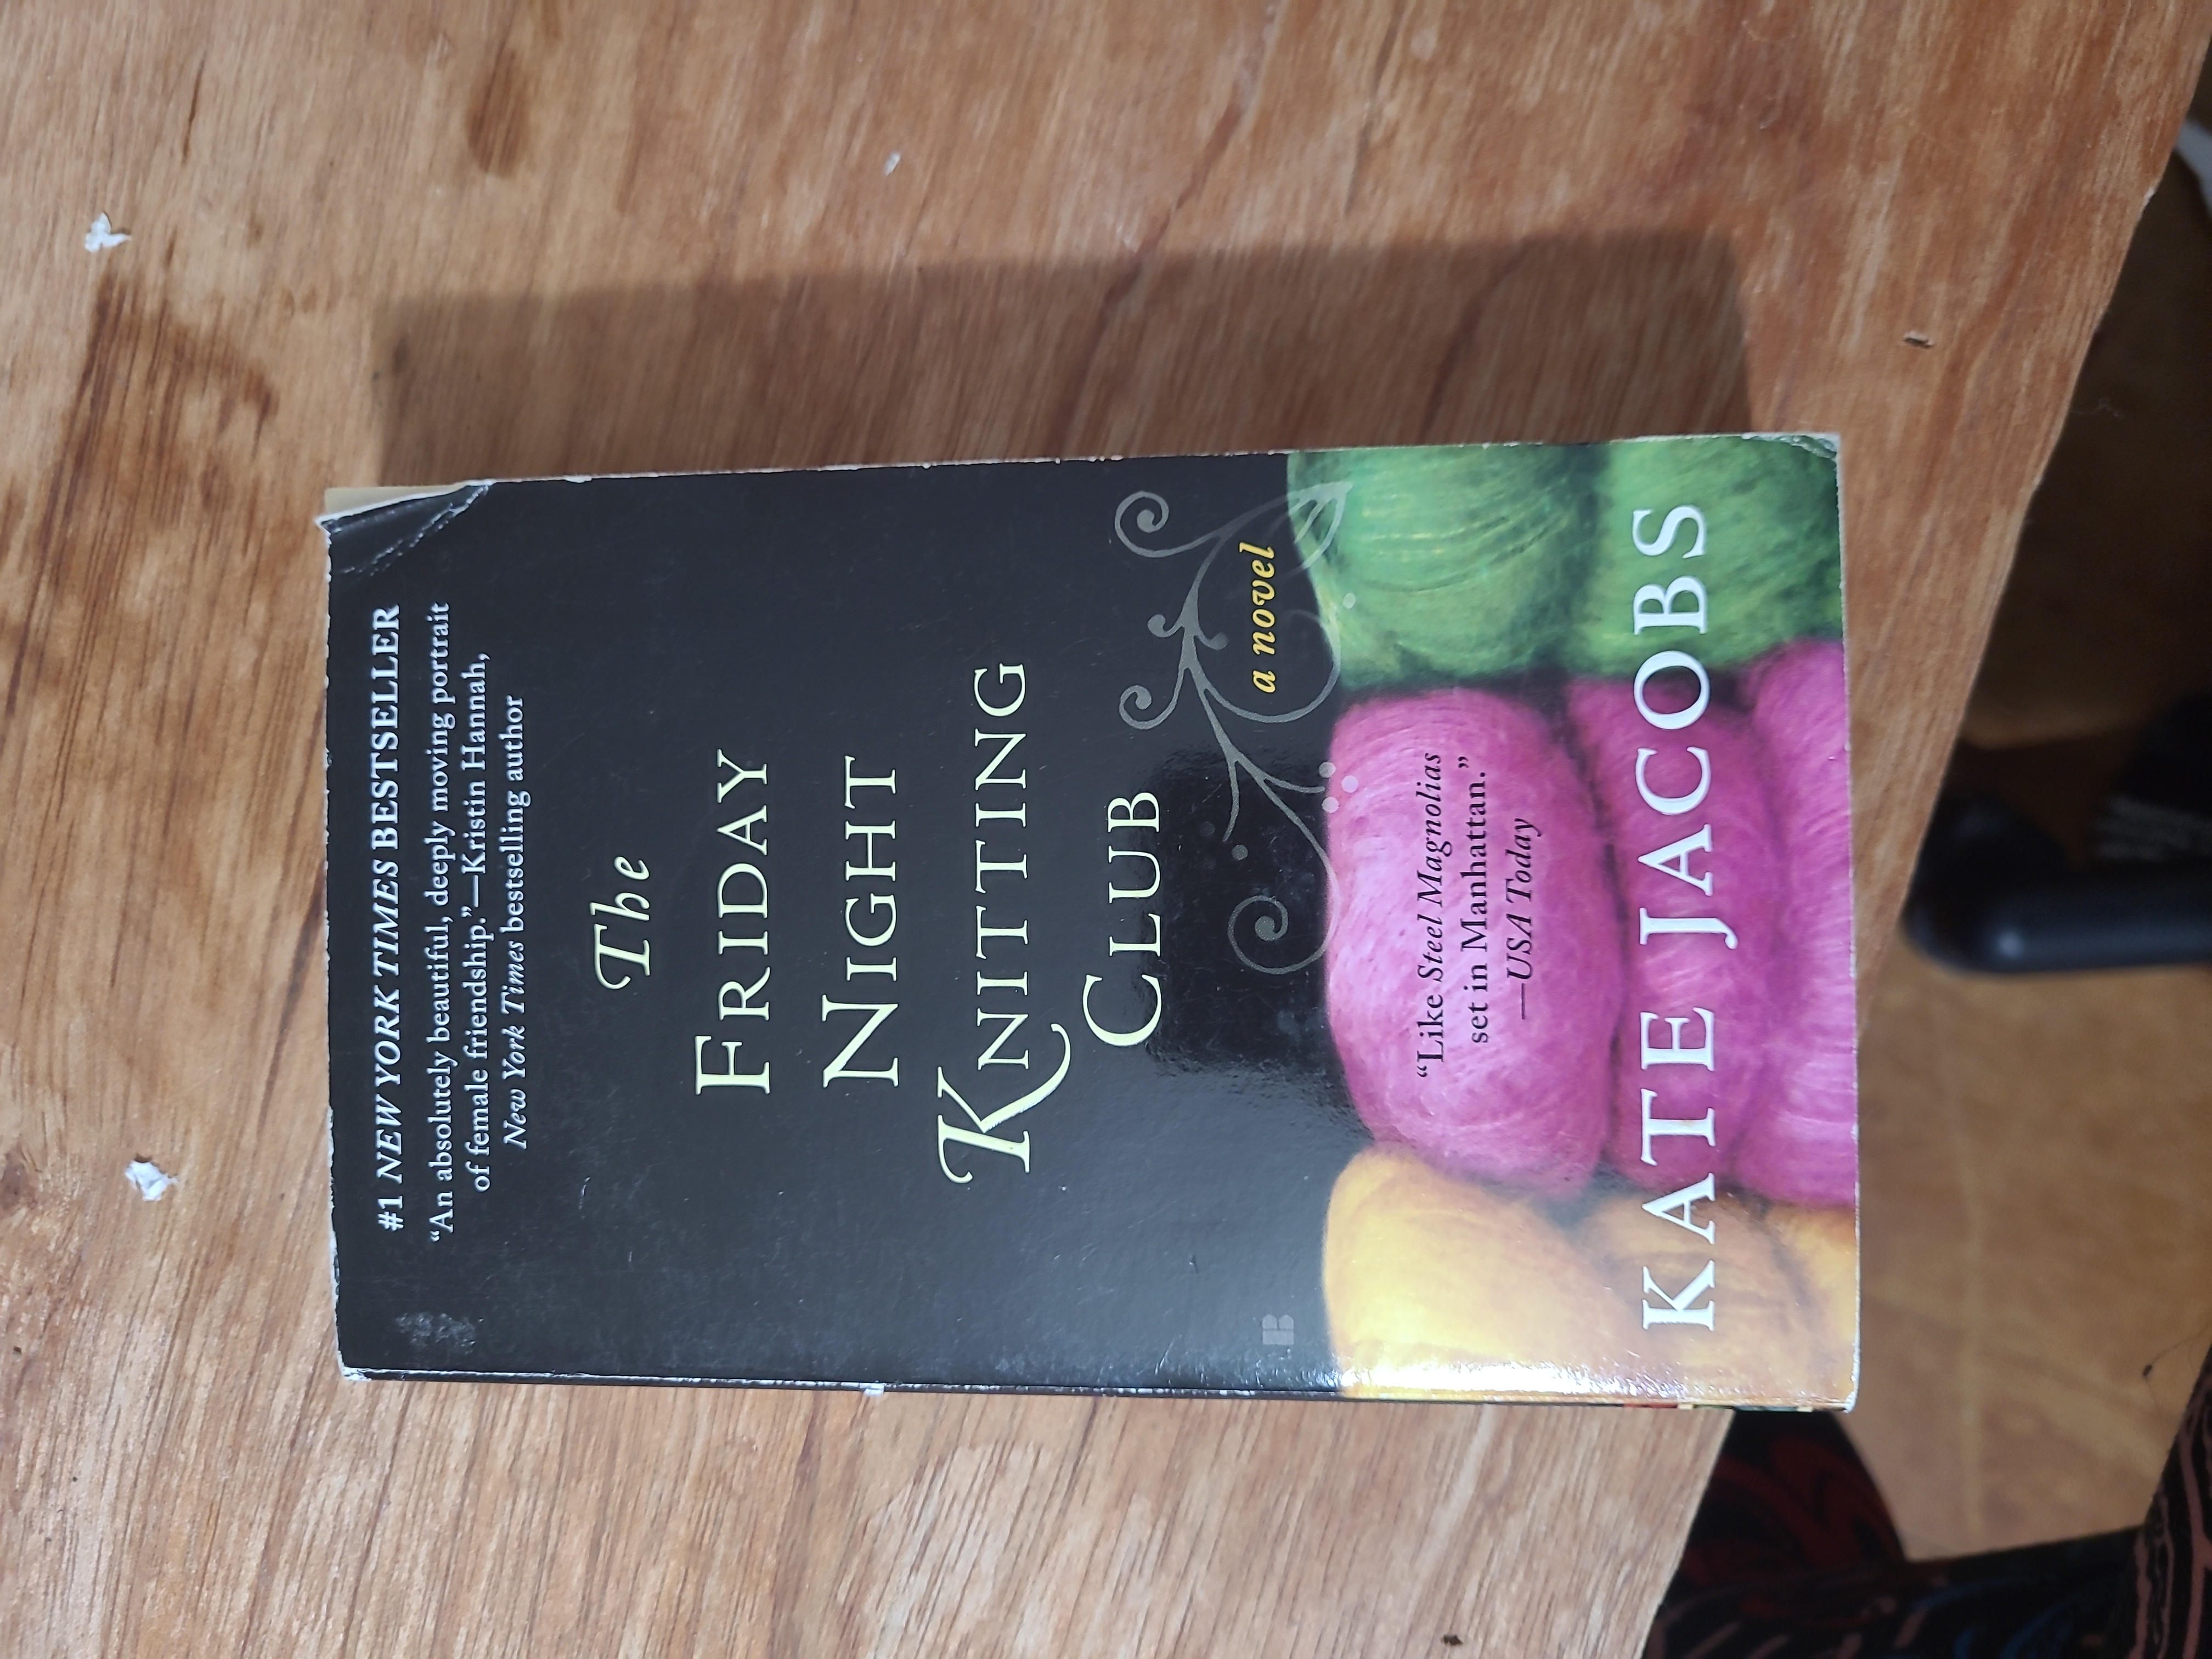 #1 NEW YORK TIMES BESTSELLER
“An absolutely beautiful, deeply moving portrait
of female friendship.”—Kristin Hannah,
New York Times bestselling author
The
FRIDAY
NIGHT
KNITTING
CLUB
a novel
“Like Steel Magnolias
set in Manhattan.”
—USA Today
KATE JACOBS